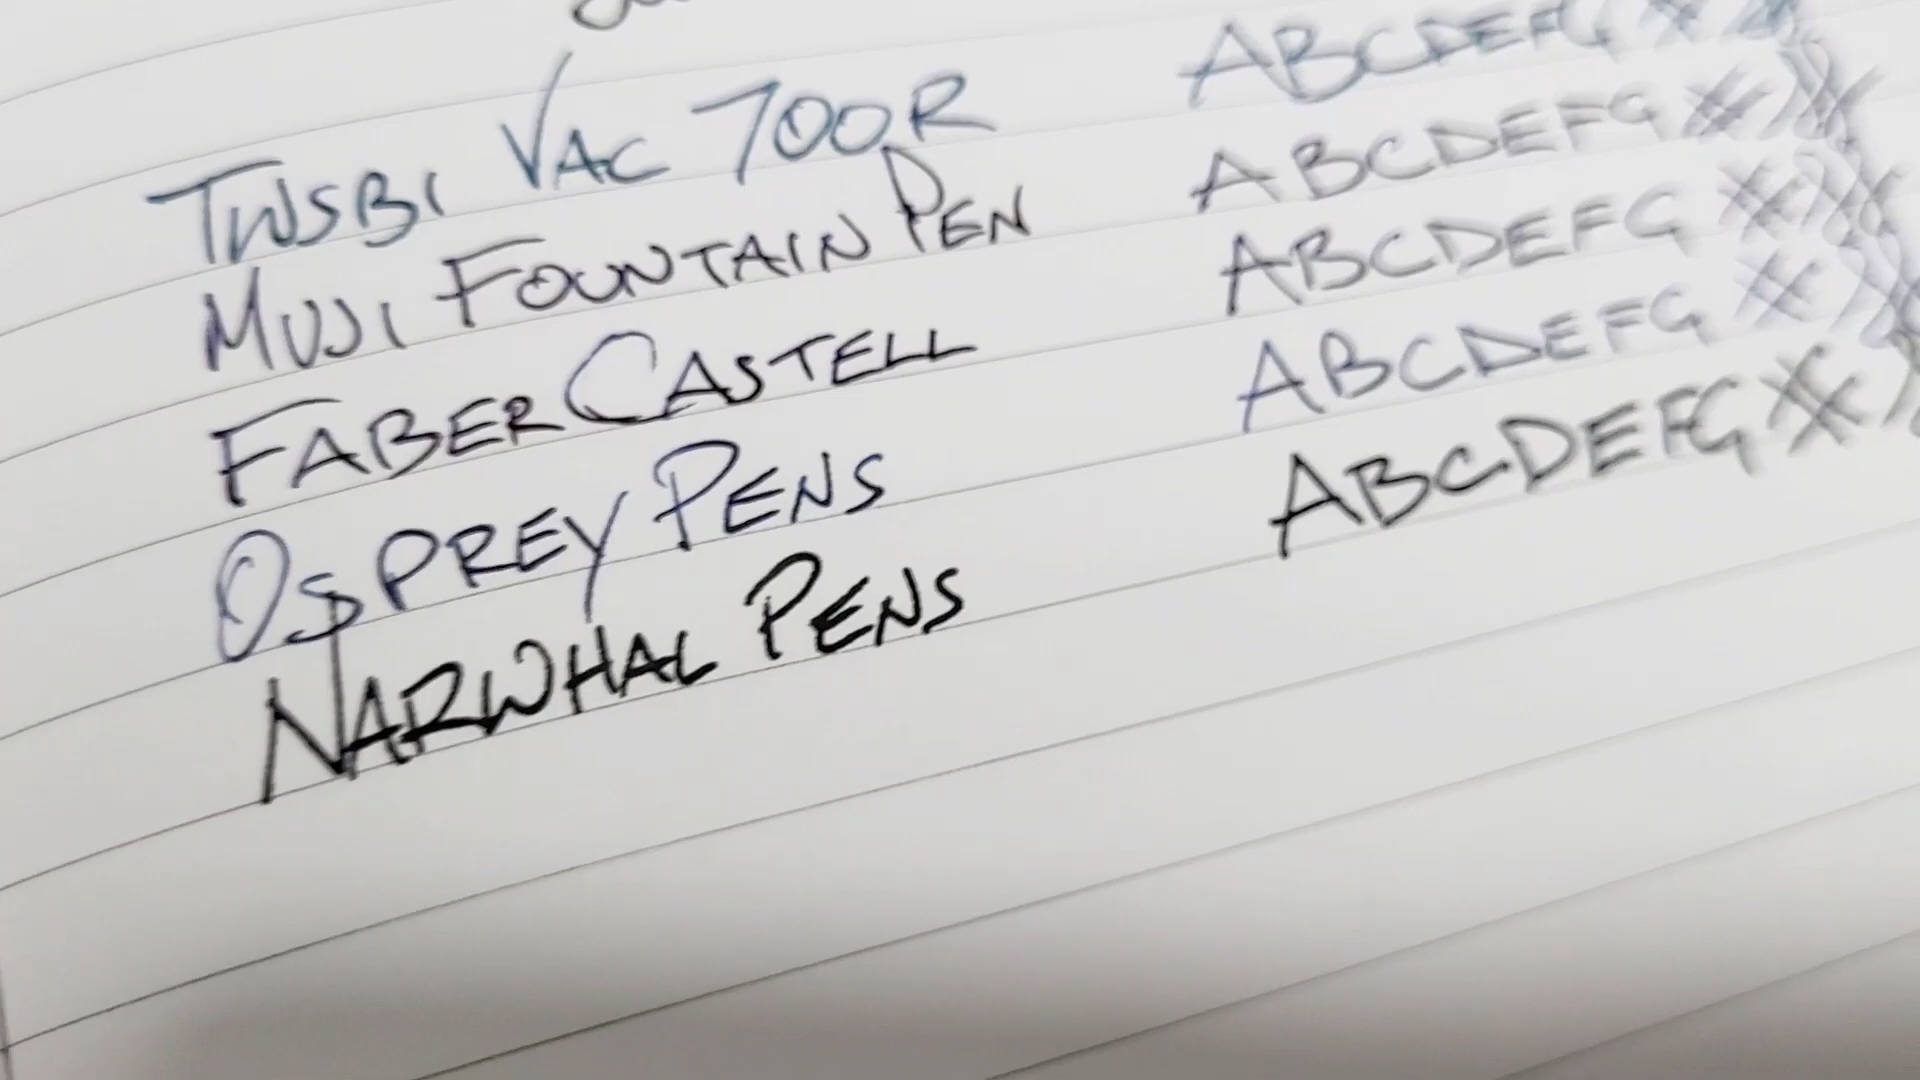 TWSBI VAC 700R ABCDEFG
MUJI FOUNTAIN PEN ABCDEFG
FABER CASTELL ABCDEFG
OSPREY PENS ABCDEFG
NARWHAL PENS ABCDEFG